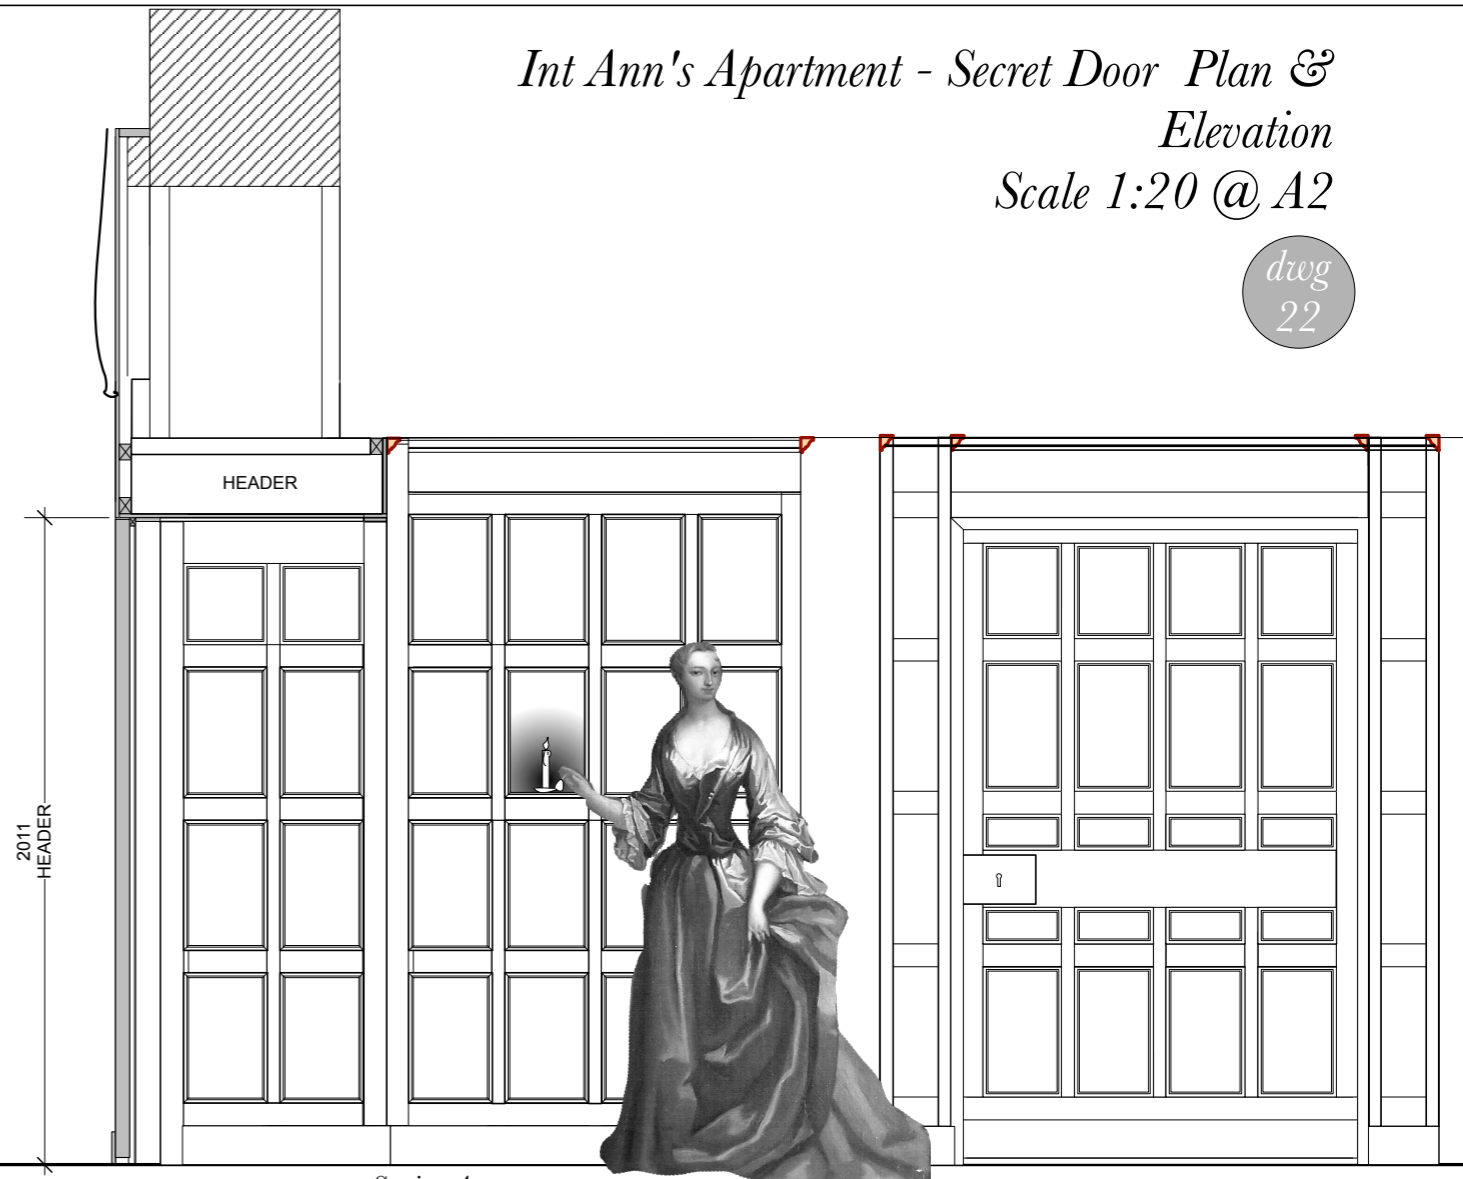 Int Ann's Apartment - Secret Door Plan &
Elevation
Scale 1:20 @ A2
dwg
22
HEADER
2011
HEADER